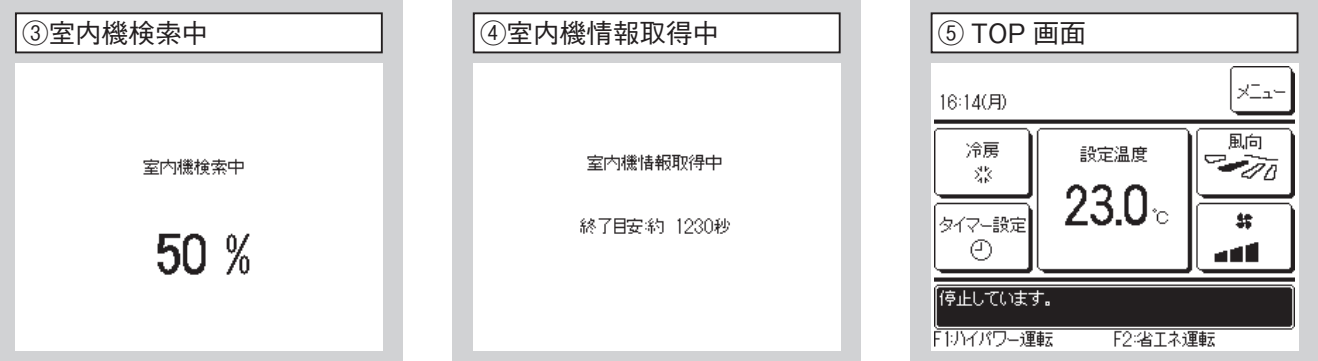 ③室内機検索中
室内機検索中
50 %
④室内機情報取得中
室内機情報取得中
終了目安:約 1230秒
⑤ TOP 画面
16:14(月)
メニュー
冷房
設定温度
23.0℃
風向
タイマー設定
停止しています。
F1:ハイパワー運転 F2:省エネ運転